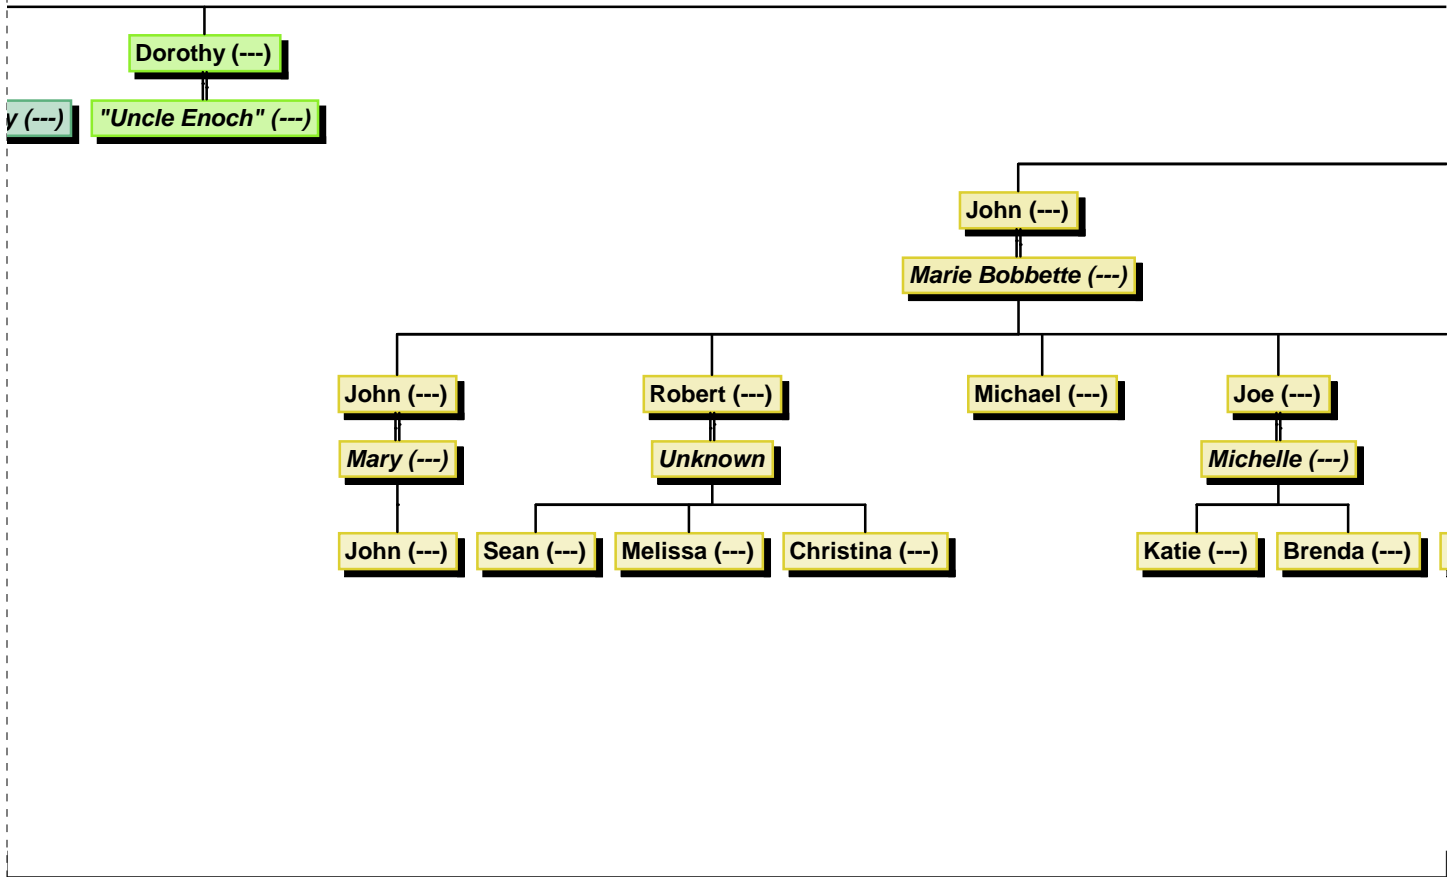 Dorothy (---)
y (---)
"Uncle Enoch" (---)
John (---)
Marie Bobbette (---)
John (---)
Robert (---)
Michael (---)
Joe (---)
Mary (---)
Unknown
Michelle (---)
John (---)
Sean (---)
Melissa (---)
Christina (---)
Katie (---)
Brenda (---)